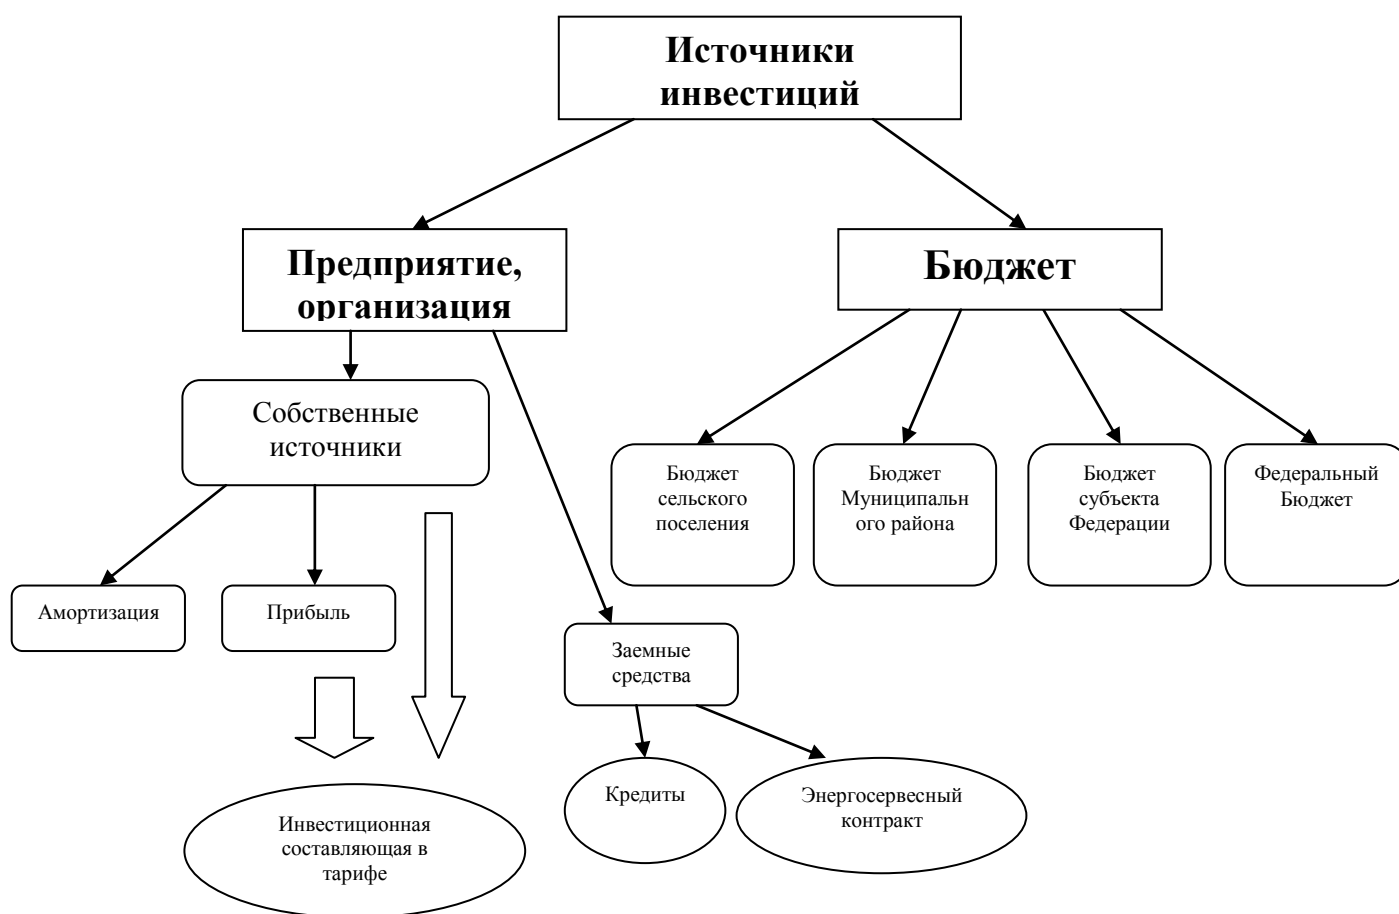 Источники
инвестиций
Предприятие,
организация
Бюджет
Собственные
источники
Бюджет
сельского
поселения
Бюджет
Муниципальн
ого района
Бюджет
субъекта
Федерации
Федеральный
Бюджет
Амортизация
Прибыль
Заемные
средства
Кредиты
Энергосервесный
контракт
Инвестиционная
составляющая в
тарифе